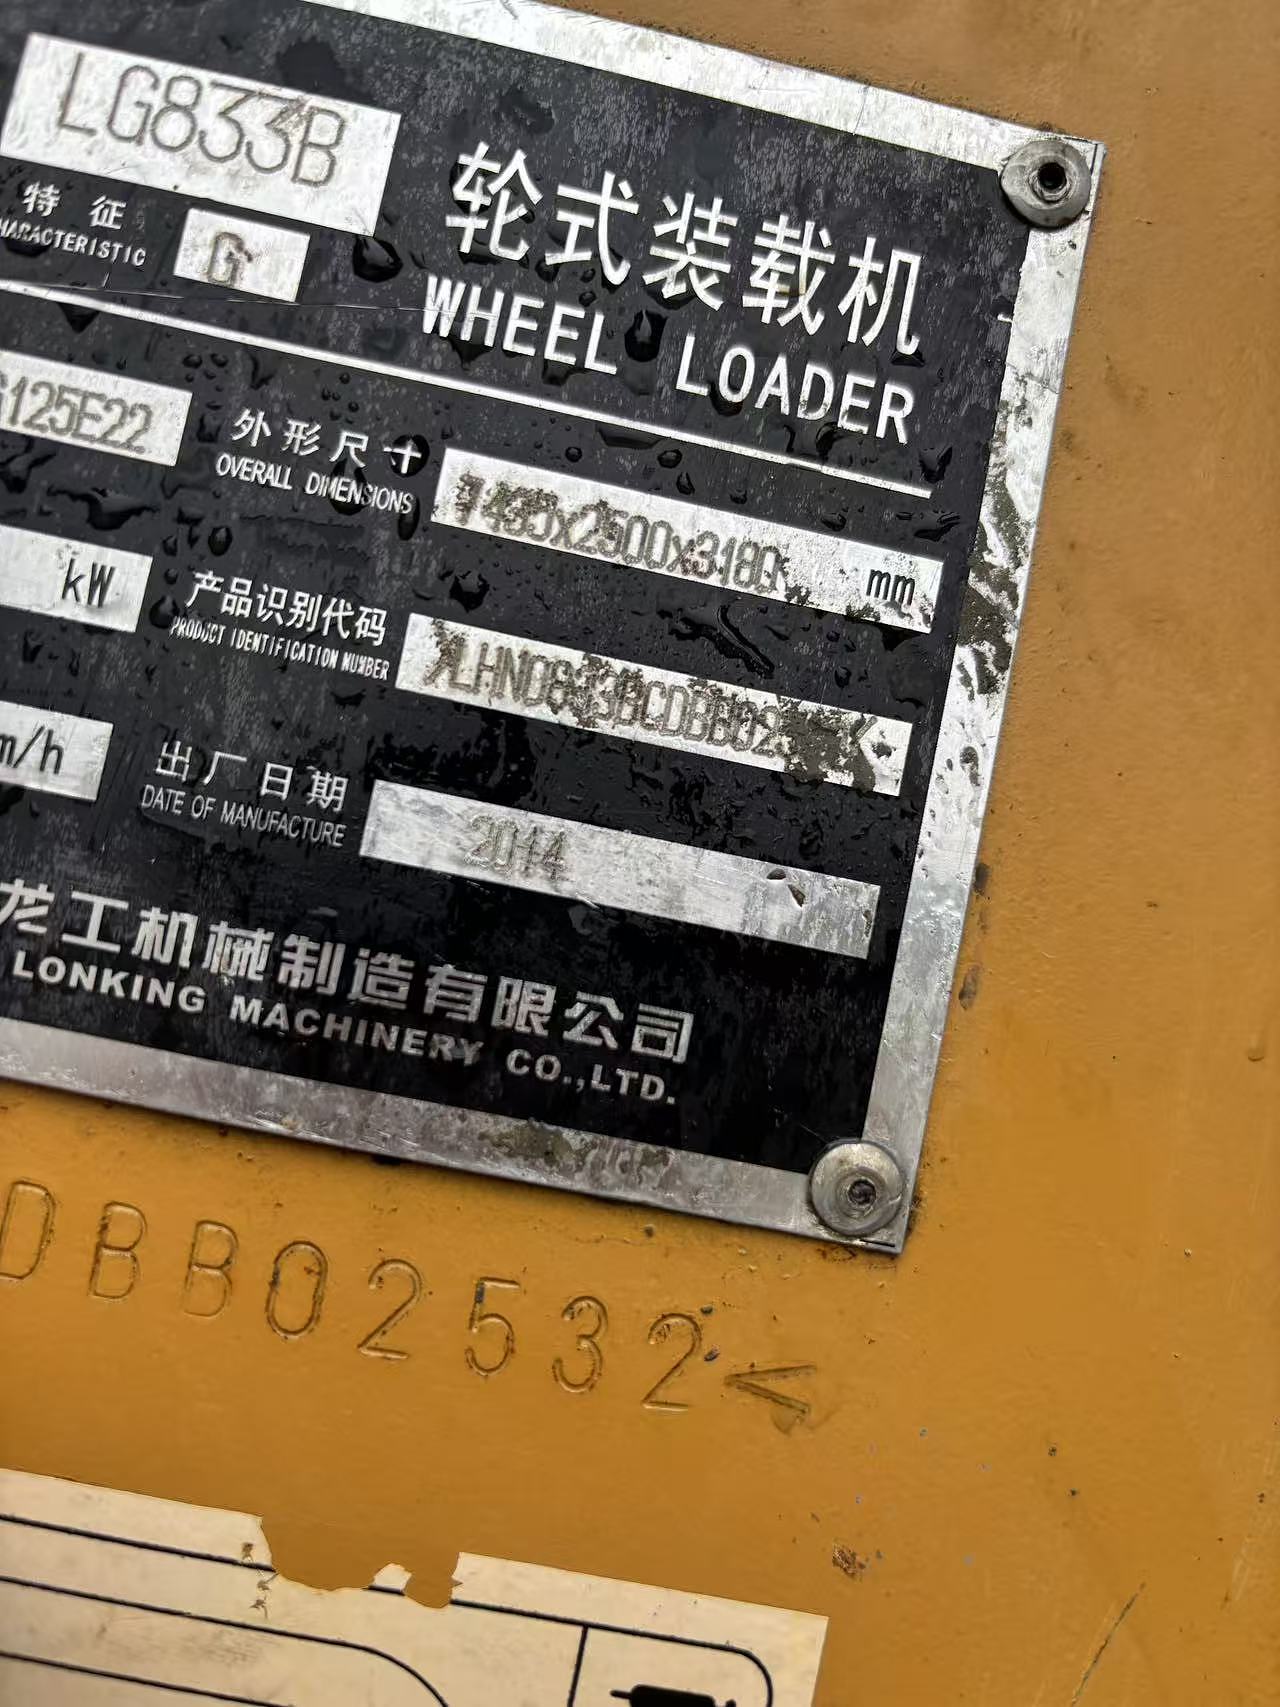 LG833B
轮式装载机
特征
CHARACTERISTIC G
WHEEL LOADER
125E22
外形尺寸
OVERALL DIMENSIONS
7495x2500x3180 mm
kW
产品识别代码
PRODUCT IDENTIFICATION NUMBER
LHN0833BCDBB02
m/h
出厂日期
DATE OF MANUFACTURE
2014
龙工机械制造有限公司
LONKING MACHINERY CO.,LTD.
DBB02532<